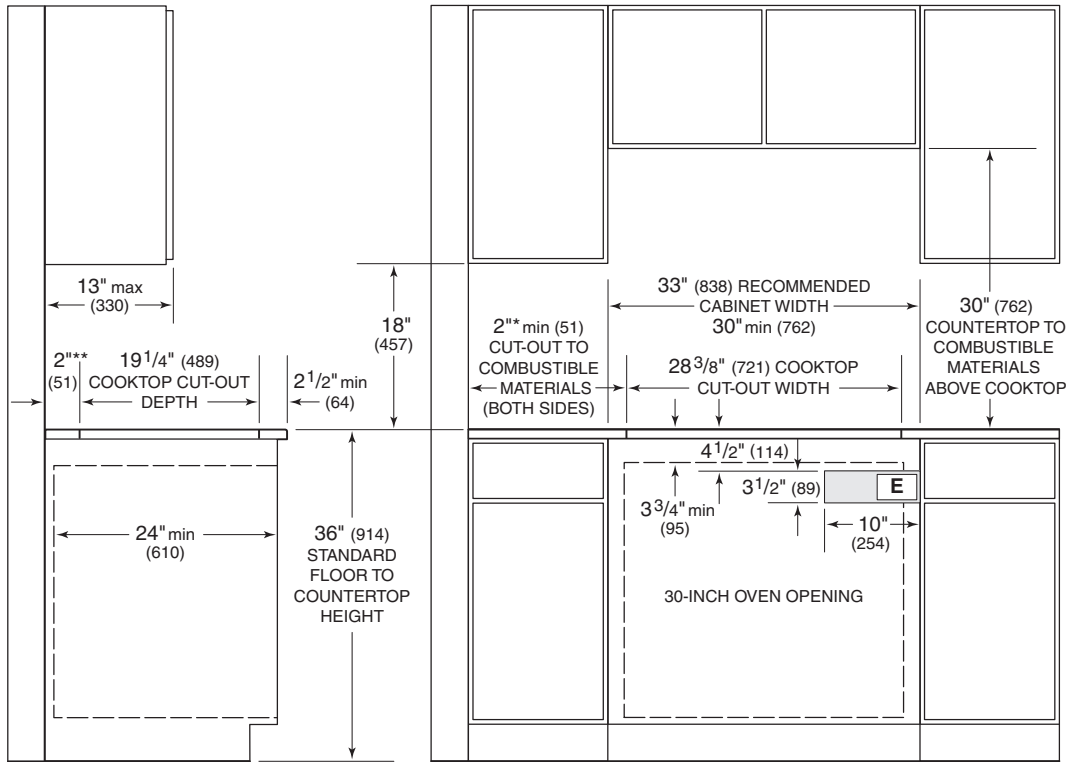 13" max
(330)
2"**
(51)
19 1/4" (489)
COOKTOP CUT-OUT
DEPTH
2 1/2" min
(64)
18"
(457)
24" min
(610)
36" (914)
STANDARD
FLOOR TO
COUNTERTOP
HEIGHT
33" (838) RECOMMENDED
CABINET WIDTH
30" min (762)
2"* min (51)
CUT-OUT TO
COMBUSTIBLE
MATERIALS
(BOTH SIDES)
28 3/8" (721) COOKTOP
CUT-OUT WIDTH
30" (762)
COUNTERTOP TO
COMBUSTIBLE
MATERIALS
ABOVE COOKTOP
4 1/2" (114)
3 1/2" (89)
E
3 3/4" min
(95)
10"
(254)
30-INCH OVEN OPENING